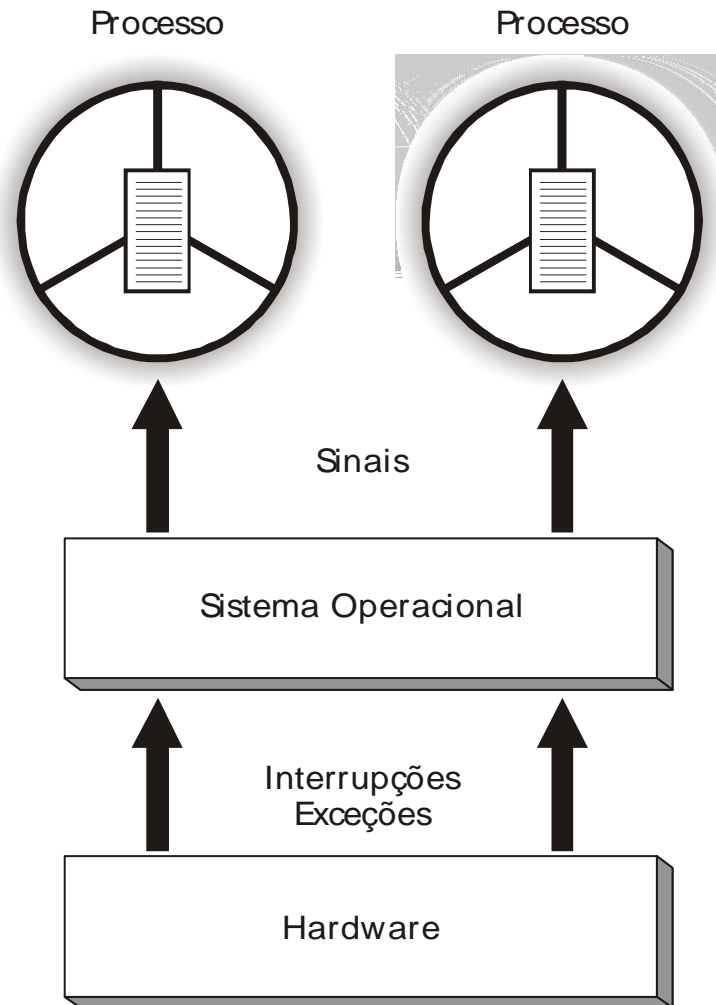 Processo
Processo
Sinais
Sistema Operacional
Interrupções
Exceções
Hardware